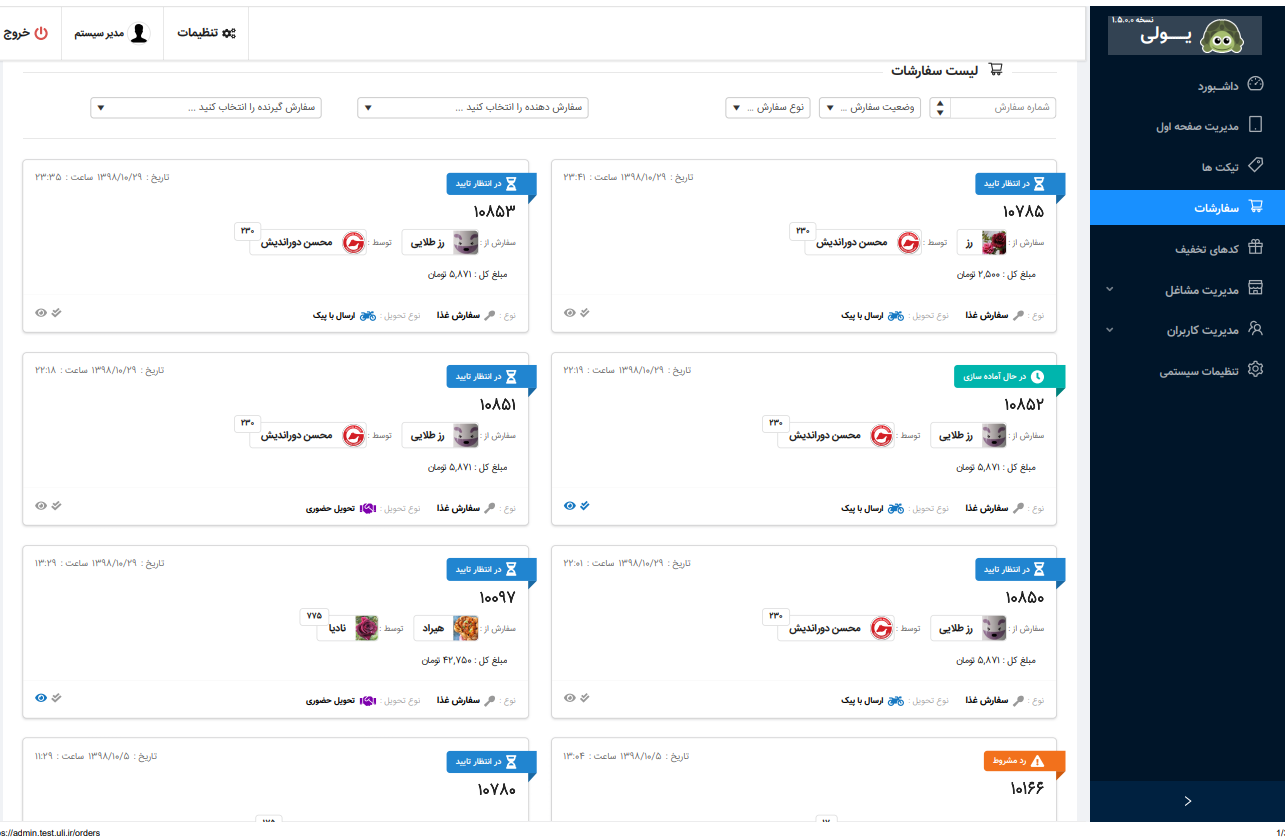 نسخه ۱.۵.۰.۰
یــولی
داشـبورد
مدیریت صفحه اول
تیکت ها
سفارشات
کدهای تخفیف
مدیریت مشاغل
مدیریت کاربران
تنظیمات سیستمی
تنظیمات
مدیر سیستم
خروج
لیست سفارشات
شماره سفارش
وضعیت سفارش ...
نوع سفارش ...
سفارش دهنده را انتخاب کنید ...
سفارش گیرنده را انتخاب کنید ...
در انتظار تایید
تاریخ : ۱۳۹۸/۱۰/۲۹ ساعت : ۲۳:۴۱
۱۰۷۸۵
سفارش از : رز توسط : محسن دوراندیش ۲۳۰
مبلغ کل : ۲,۵۰۰ تومان
نوع : سفارش غذا نوع تحویل : ارسال با پیک
در انتظار تایید
تاریخ : ۱۳۹۸/۱۰/۲۹ ساعت : ۲۳:۳۵
۱۰۸۵۳
سفارش از : رز طلایی توسط : محسن دوراندیش ۲۳۰
مبلغ کل : ۵,۸۷۱ تومان
نوع : سفارش غذا نوع تحویل : ارسال با پیک
در حال آماده سازی
تاریخ : ۱۳۹۸/۱۰/۲۹ ساعت : ۲۲:۱۹
۱۰۸۵۲
سفارش از : رز طلایی توسط : محسن دوراندیش ۲۳۰
مبلغ کل : ۵,۸۷۱ تومان
نوع : سفارش غذا نوع تحویل : ارسال با پیک
در انتظار تایید
تاریخ : ۱۳۹۸/۱۰/۲۹ ساعت : ۲۲:۱۸
۱۰۸۵۱
سفارش از : رز طلایی توسط : محسن دوراندیش ۲۳۰
مبلغ کل : ۵,۸۷۱ تومان
نوع : سفارش غذا نوع تحویل : تحویل حضوری
در انتظار تایید
تاریخ : ۱۳۹۸/۱۰/۲۹ ساعت : ۲۲:۰۱
۱۰۸۵۰
سفارش از : رز طلایی توسط : محسن دوراندیش ۲۳۰
مبلغ کل : ۵,۸۷۱ تومان
نوع : سفارش غذا نوع تحویل : ارسال با پیک
در انتظار تایید
تاریخ : ۱۳۹۸/۱۰/۲۹ ساعت : ۱۳:۲۹
۱۰۰۹۷
سفارش از : هیراد توسط : نادیا ۷۷۵
مبلغ کل : ۴۲,۷۵۰ تومان
نوع : سفارش غذا نوع تحویل : تحویل حضوری
رد مشروط
تاریخ : ۱۳۹۸/۱۰/۵ ساعت : ۱۳:۰۴
۱۰۱۶۶
در انتظار تایید
تاریخ : ۱۳۹۸/۱۰/۵ ساعت : ۱۱:۲۹
۱۰۷۸۰
s://admin.test.uli.ir/orders